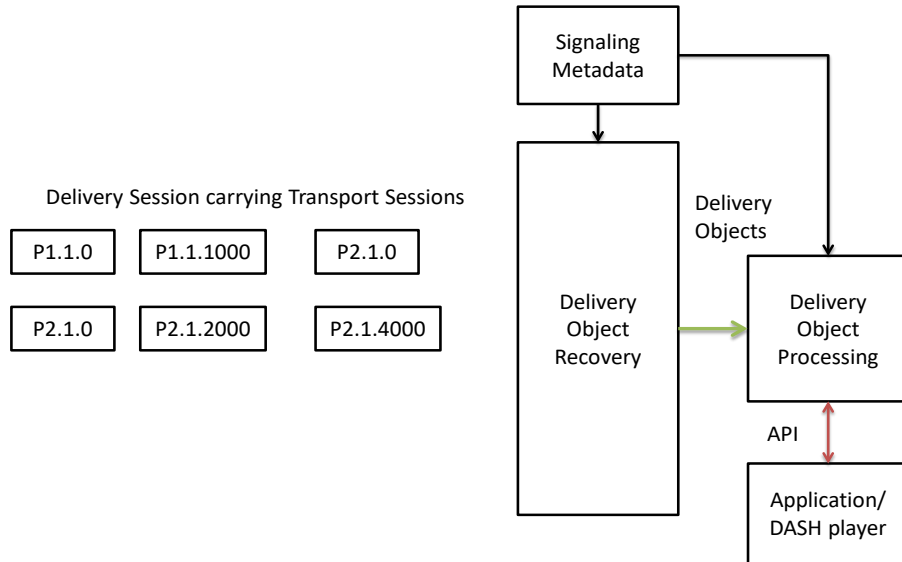 Signaling
Metadata
Delivery Session carrying Transport Sessions
P1.1.0
P1.1.1000
P2.1.0
P2.1.0
P2.1.2000
P2.1.4000
Delivery
Objects
Delivery
Object
Recovery
Delivery
Object
Processing
API
Application/
DASH player